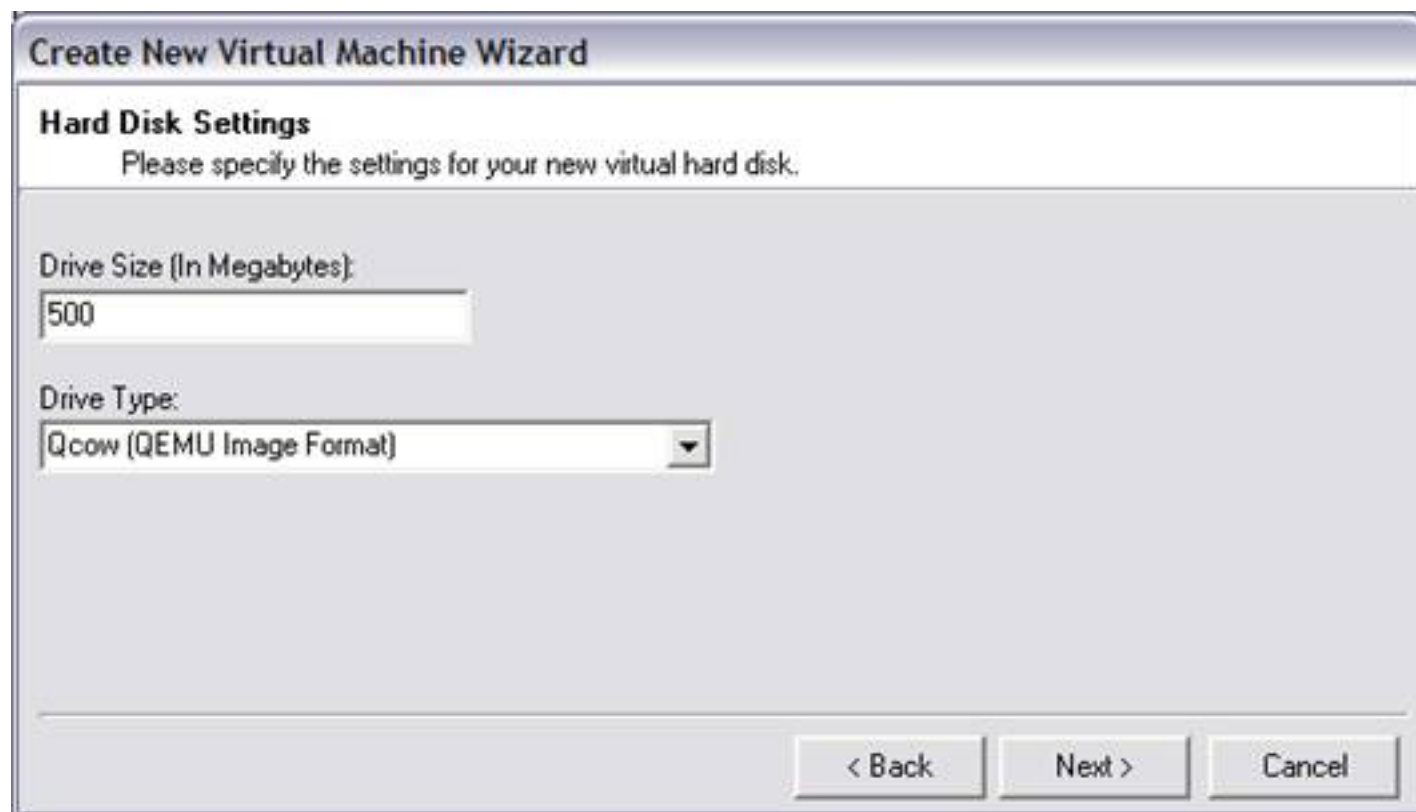 Create New Virtual Machine Wizard
Hard Disk Settings
Please specify the settings for your new virtual hard disk.
Drive Size (In Megabytes):
500
Drive Type:
Qcow (QEMU Image Format)
< Back
Next >
Cancel